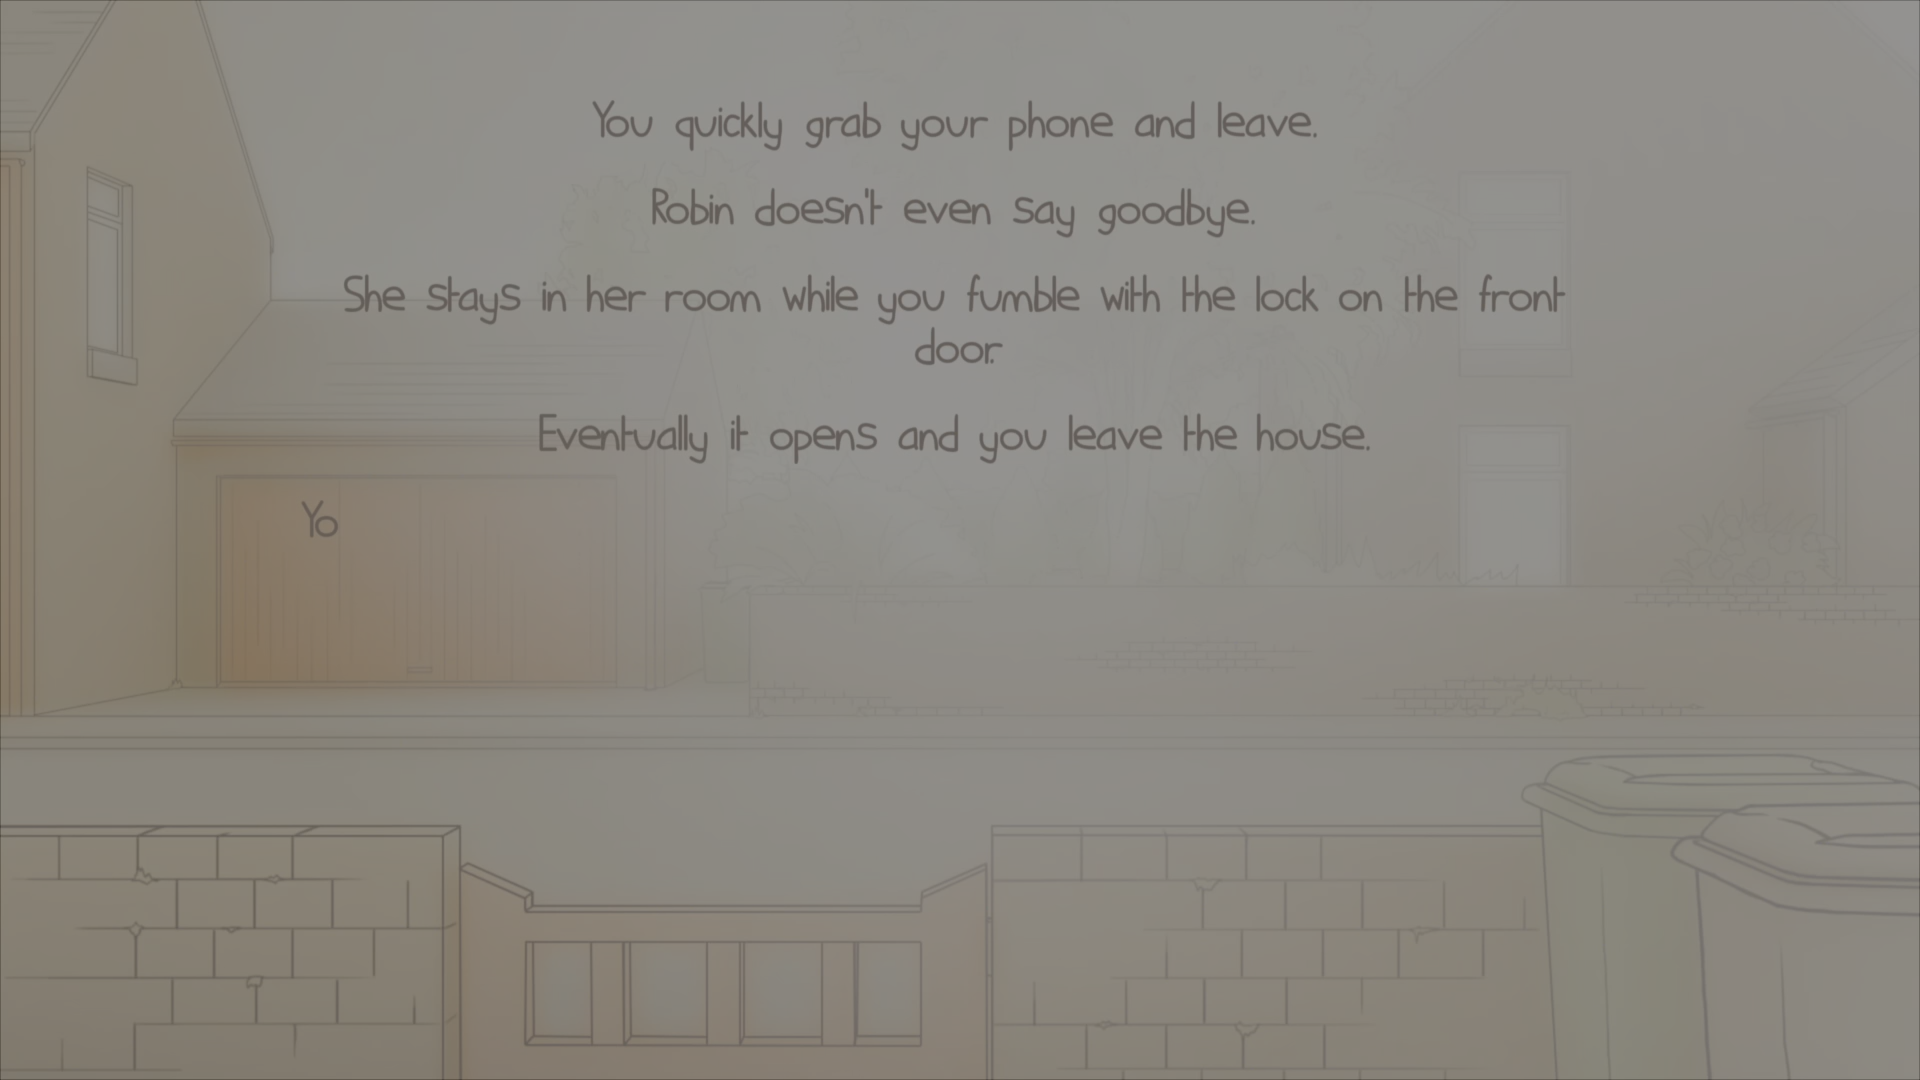 You quickly grab your phone and leave.
Robin doesn't even say goodbye.
She stays in her room while you fumble with the lock on the front
door.
Eventually it opens and you leave the house.
Yo